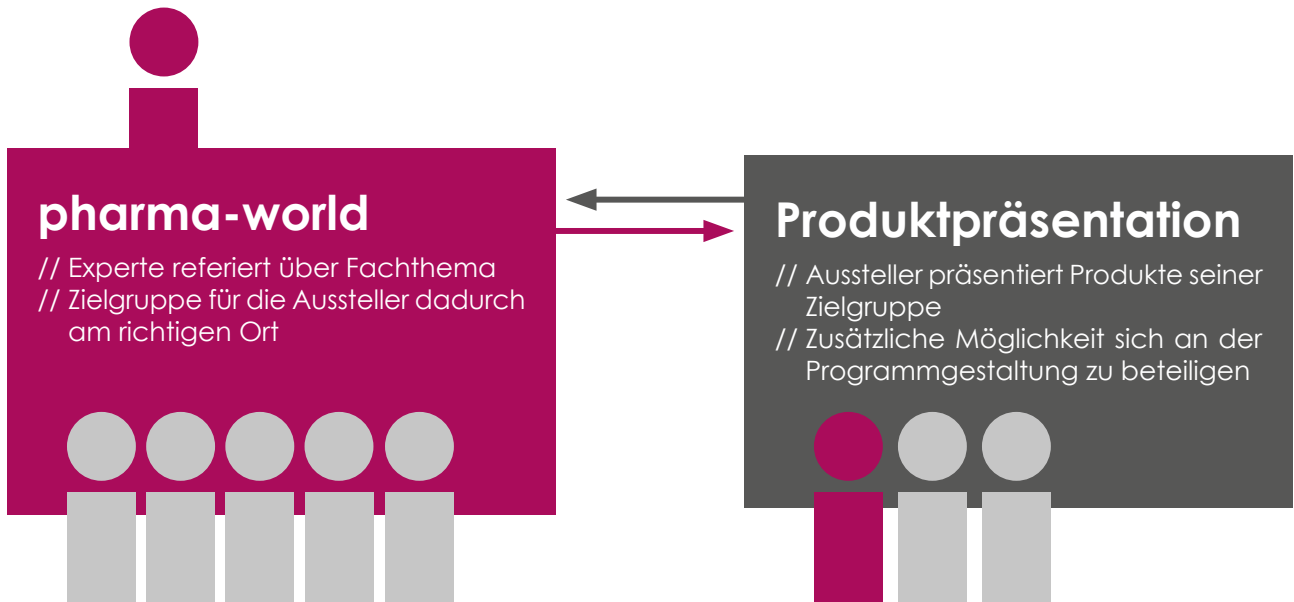 pharma-world
// Experte referiert über Fachthema
// Zielgruppe für die Aussteller dadurch
am richtigen Ort
Produktpräsentation
// Aussteller präsentiert Produkte seiner
Zielgruppe
// Zusätzliche Möglichkeit sich an der
Programmgestaltung zu beteiligen